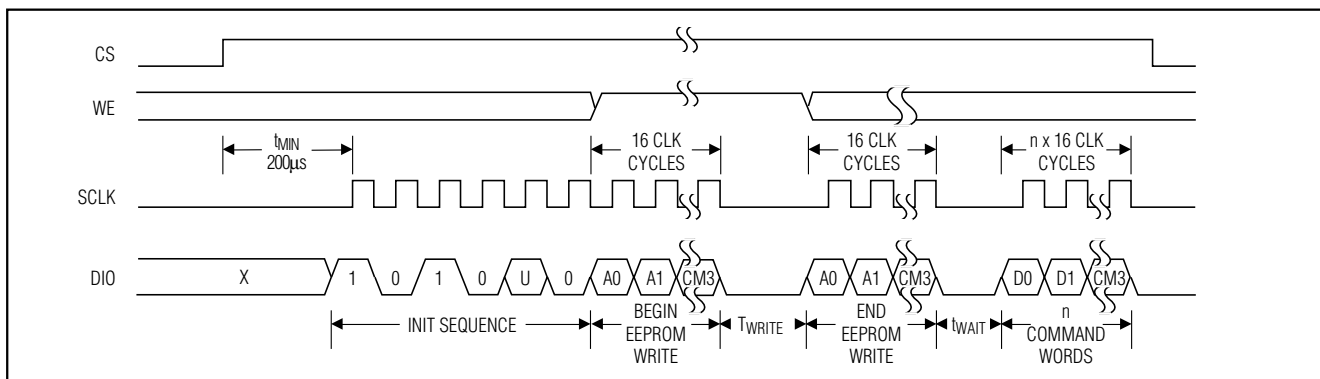 CS
WE
tMIN
200µs
16 CLK
CYCLES
16 CLK
CYCLES
n x 16 CLK
CYCLES
SCLK
DIO
X
1
0
1
0
U
0
A0
A1
CM3
A0
A1
CM3
D0
D1
CM3
INIT SEQUENCE
BEGIN
EEPROM
WRITE
TWRITE
END
EEPROM
WRITE
tWAIT
n
COMMAND
WORDS